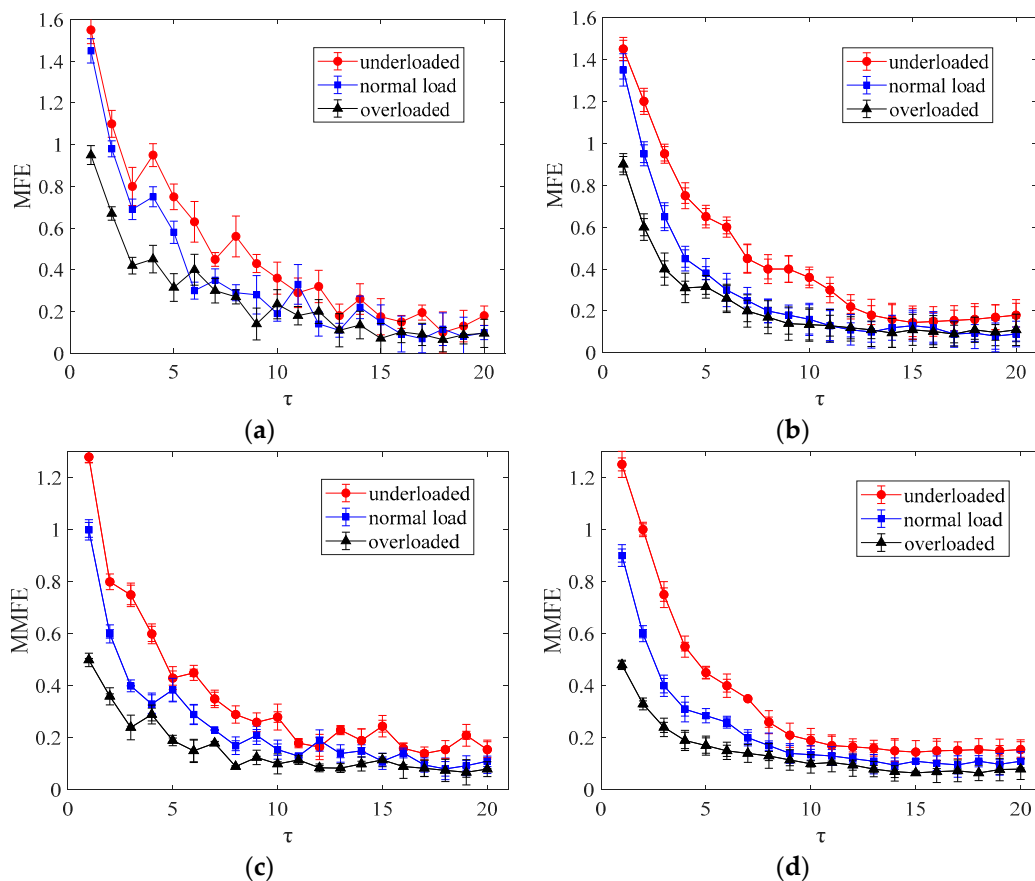 1.6
1.4
1.2
1
0.8
0.6
0.4
0.2
0
MFE
underloaded
normal load
overloaded
0 5 10 15 20
τ
(a)
1.6
1.4
1.2
1
0.8
0.6
0.4
0.2
0
MFE
underloaded
normal load
overloaded
0 5 10 15 20
τ
(b)
1.2
1
0.8
0.6
0.4
0.2
0
MMFE
underloaded
normal load
overloaded
0 5 10 15 20
τ
(c)
1.2
1
0.8
0.6
0.4
0.2
0
MMFE
underloaded
normal load
overloaded
0 5 10 15 20
τ
(d)